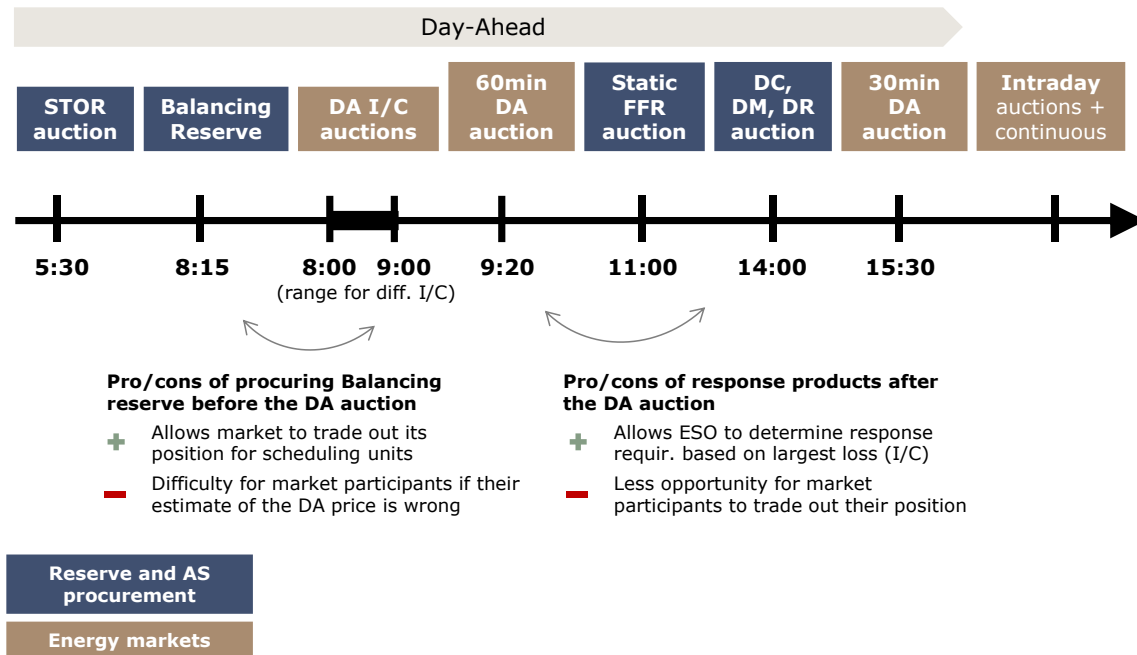 Day-Ahead
STOR
auction
Balancing
Reserve
DA I/C
auctions
60min
DA
auction
Static
FFR
auction
DC,
DM, DR
auction
30min
DA
auction
Intraday
auctions +
continuous
5:30
8:15
8:00
9:00
(range for diff. I/C)
9:20
11:00
14:00
15:30
Pro/cons of procuring Balancing
reserve before the DA auction
+ Allows market to trade out its
position for scheduling units
− Difficulty for market participants if their
estimate of the DA price is wrong
Pro/cons of response products after
the DA auction
+ Allows ESO to determine response
requir. based on largest loss (I/C)
− Less opportunity for market
participants to trade out their position
Reserve and AS
procurement
Energy markets